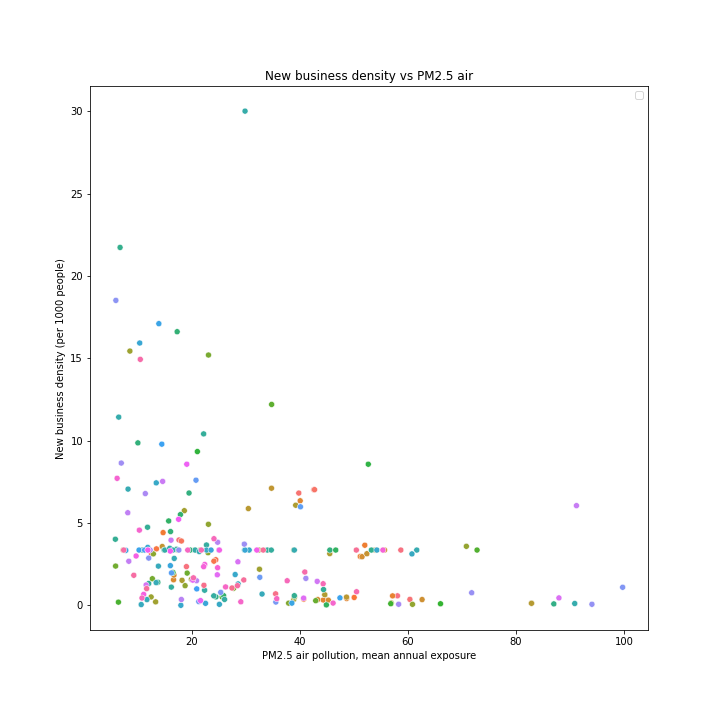 New business density vs PM2.5 air
30
25
20
15
10
5
0
New business density (per 1000 people)
20 40 60 80 100
PM2.5 air pollution, mean annual exposure